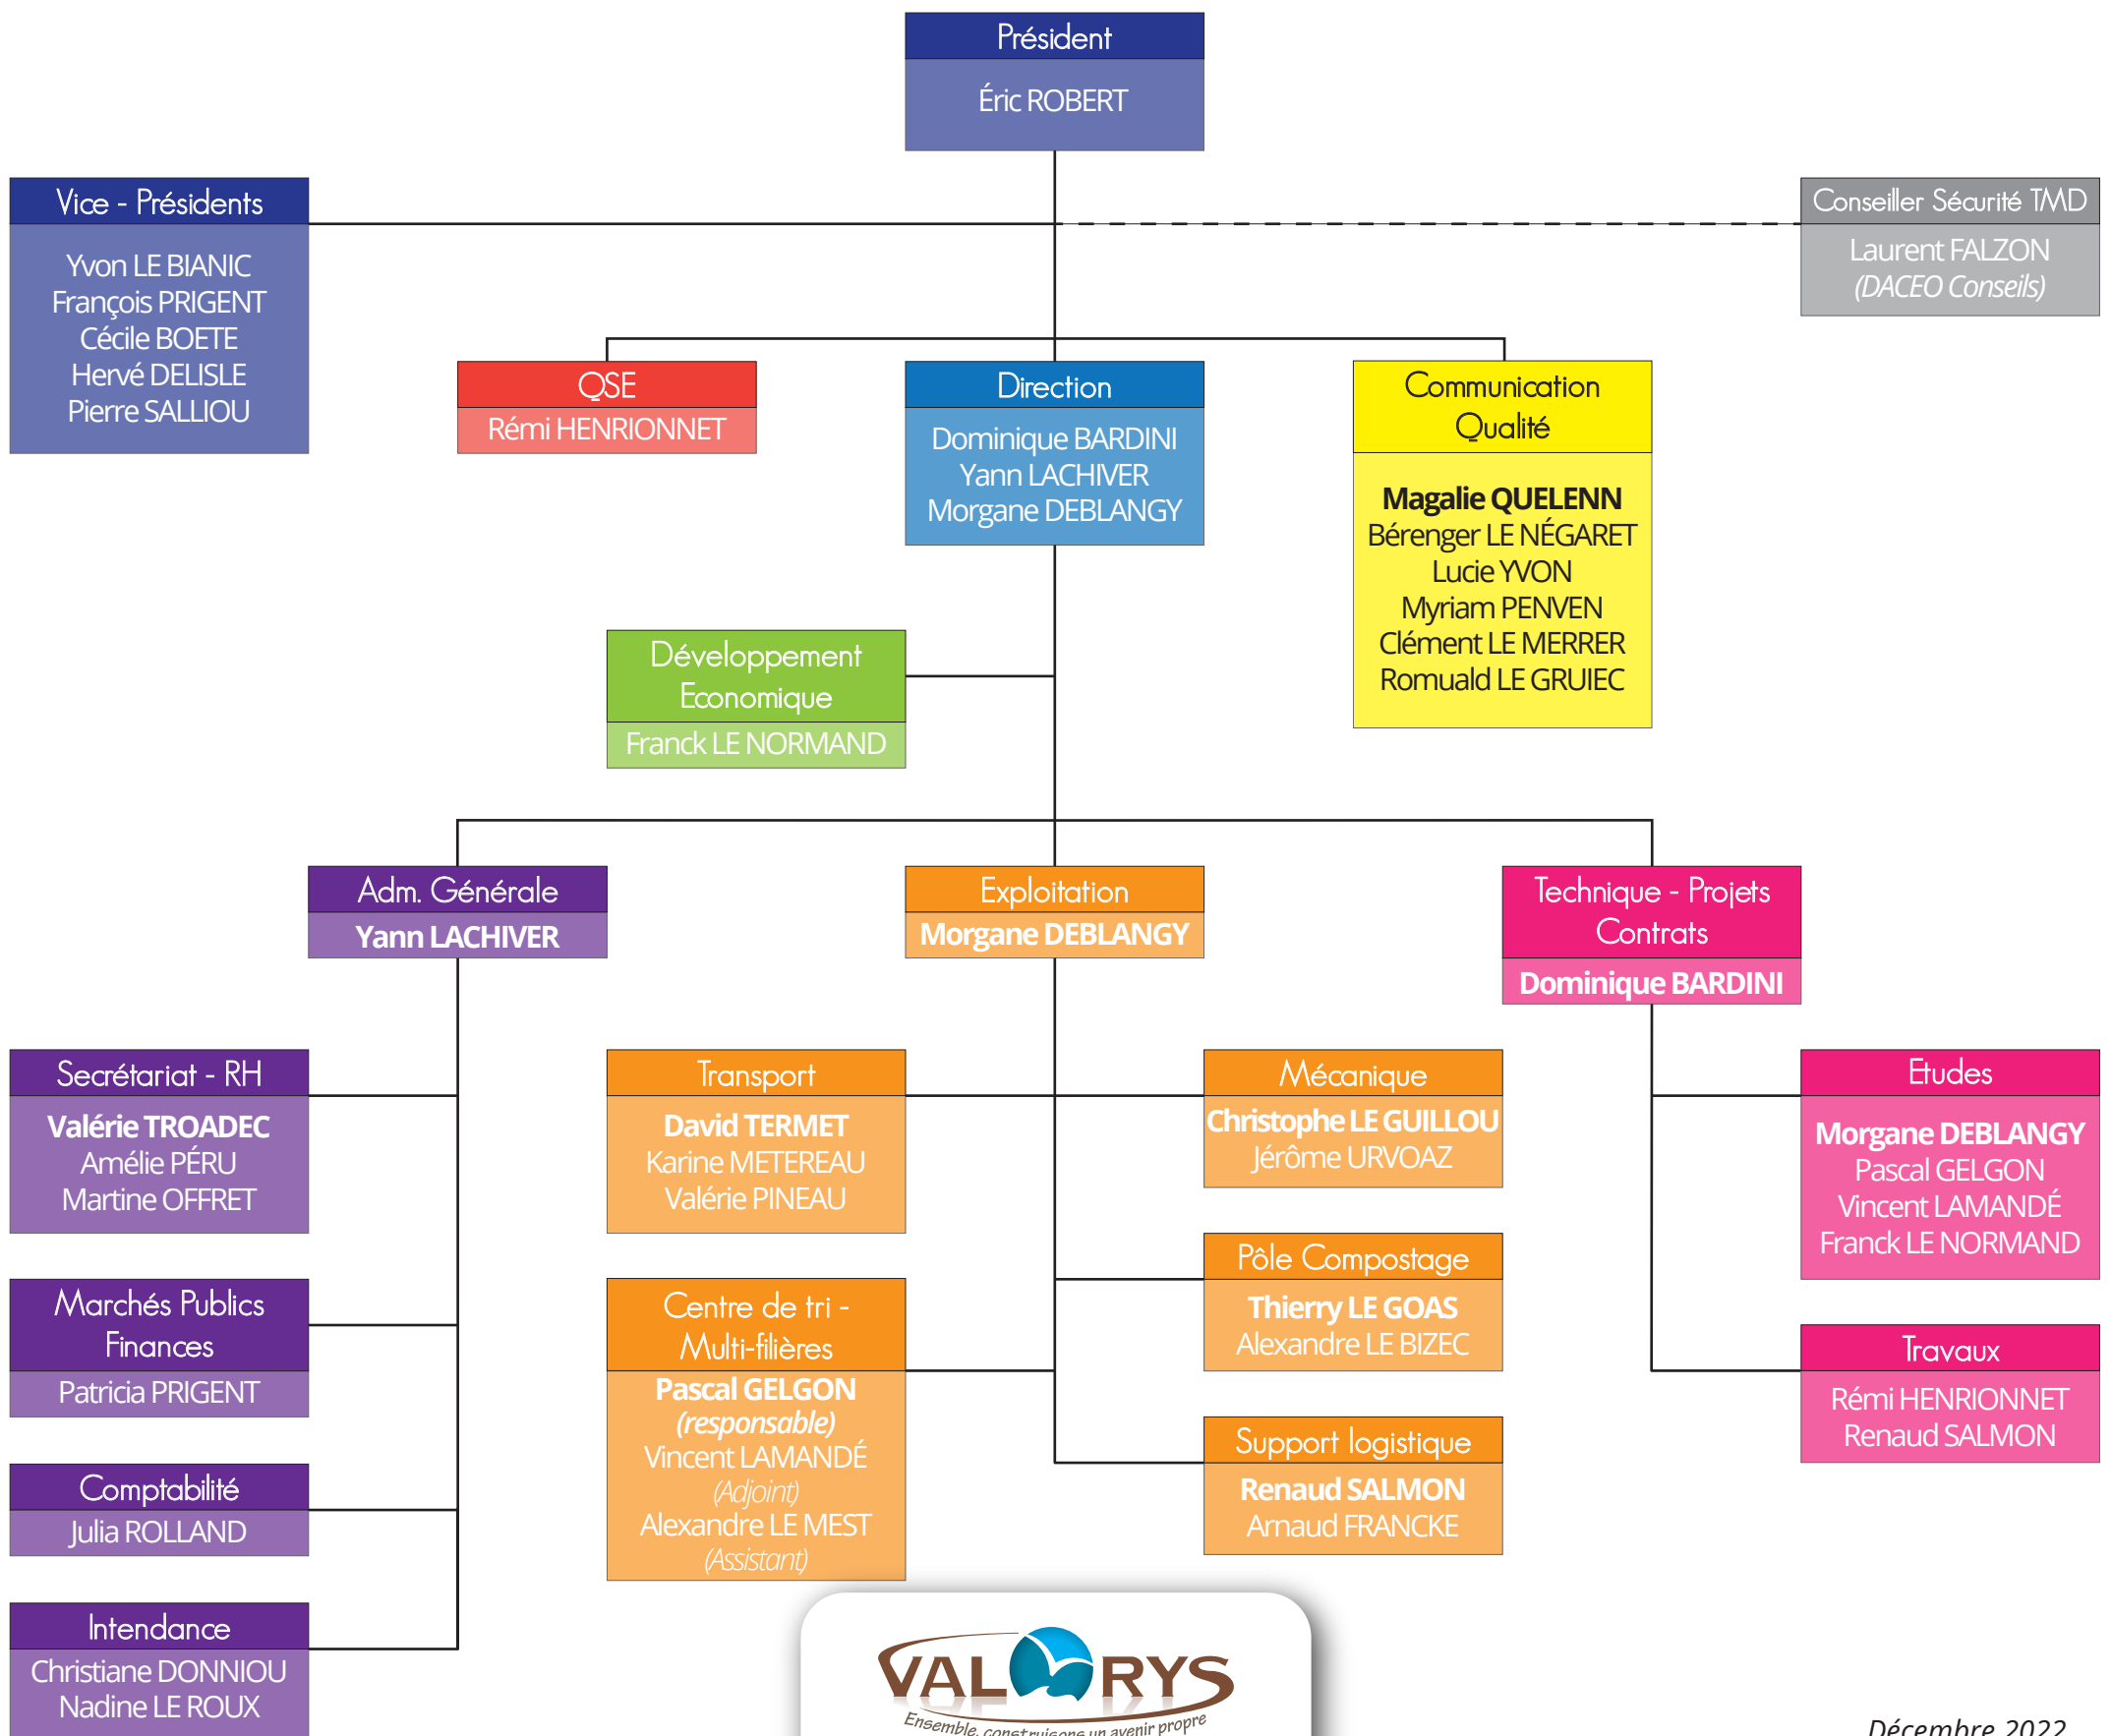 Président
Éric ROBERT
Vice - Présidents
Yvon LE BIANIC
François PRIGENT
Cécile BOETE
Hervé DELISLE
Pierre SALLIOU
Conseiller Sécurité TMD
Laurent FALZON
(DACEO Conseils)
QSE
Rémi HENRIONNET
Direction
Dominique BARDINI
Yann LACHIVER
Morgane DEBLANGY
Communication
Qualité
Magalie QUELENN
Bérenger LE NÉGARET
Lucie YVON
Myriam PENVEN
Clément LE MERRER
Romuald LE GRUIEC
Développement
Economique
Franck LE NORMAND
Adm. Générale
Yann LACHIVER
Exploitation
Morgane DEBLANGY
Technique - Projets
Contrats
Dominique BARDINI
Secrétariat - RH
Valérie TROADEC
Amélie PÉRU
Martine OFFRET
Marchés Publics
Finances
Patricia PRIGENT
Comptabilité
Julia ROLLAND
Intendance
Christiane DONNIOU
Nadine LE ROUX
Transport
David TERMET
Karine METEREAU
Valérie PINEAU
Centre de tri -
Multi-filières
Pascal GELGON
(responsable)
Vincent LAMANDÉ
(Adjoint)
Alexandre LE MEST
(Assistant)
Mécanique
Christophe LE GUILLOU
Jérôme URVOAZ
Pôle Compostage
Thierry LE GOAS
Alexandre LE BIZEC
Support logistique
Renaud SALMON
Arnaud FRANCKE
Etudes
Morgane DEBLANGY
Pascal GELGON
Vincent LAMANDÉ
Franck LE NORMAND
Travaux
Rémi HENRIONNET
Renaud SALMON
VALORYS
Ensemble, construisons un avenir propre
Décembre 2022